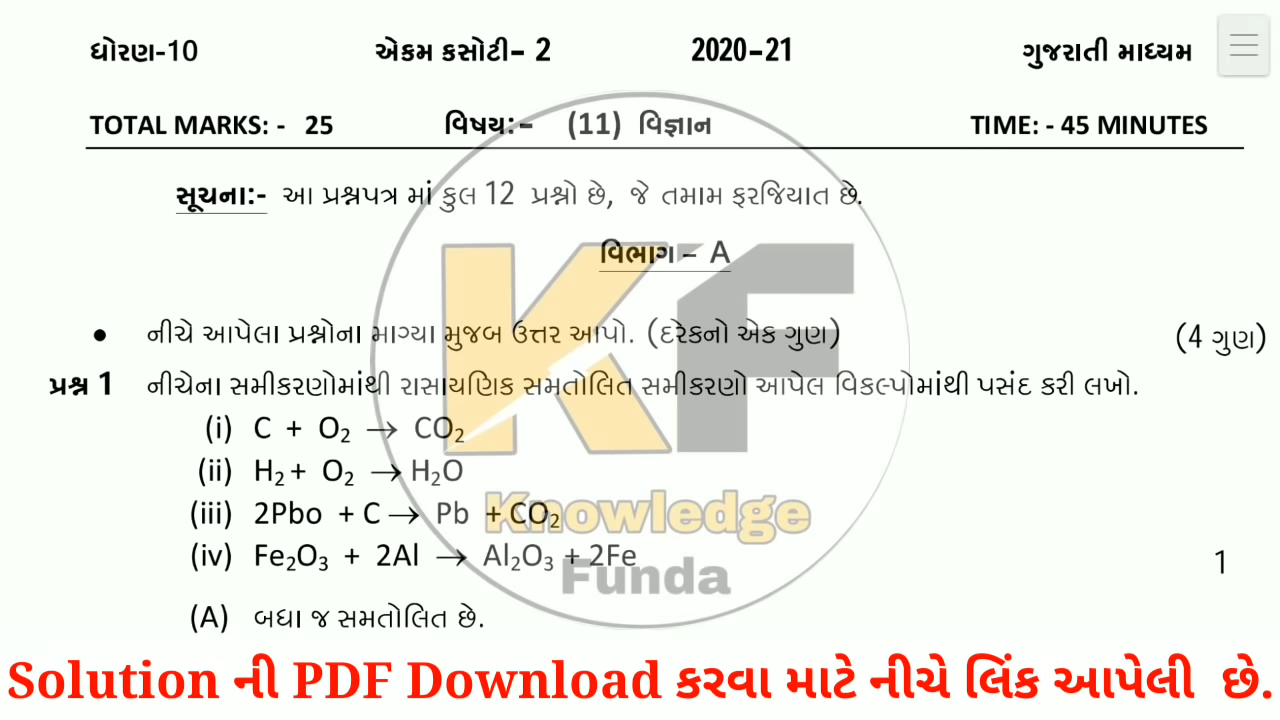 ધોરણ-10 એકમ કસોટી– 2 2020–21 ગુજરાતી માધ્યમ
TOTAL MARKS: - 25 વિષય:– (11) વિજ્ઞાન TIME: - 45 MINUTES
સૂચના:- આ પ્રશ્નપત્ર માં કુલ 12 પ્રશ્નો છે, જે તમામ ફરજિયાત છે.
વિભાગ – A
● નીચે આપેલા પ્રશ્નોના માગ્યા મુજબ ઉત્તર આપો. (દરેકનો એક ગુણ) (4 ગુણ)
પ્રશ્ન 1 નીચેના સમીકરણોમાંથી રાસાયણિક સમતોલિત સમીકરણો આપેલ વિકલ્પોમાંથી પસંદ કરી લખો.
(i) C + O₂ → CO₂
(ii) H₂ + O₂ → H₂O
(iii) 2Pbo + C → Pb + CO₂
(iv) Fe₂O₃ + 2Al → Al₂O₃ + 2Fe 1
(A) બધા જ સમતોલિત છે.
KF
Knowledge
Funda
Solution ની PDF Download કરવા માટે નીચે લિંક આપેલી છે.